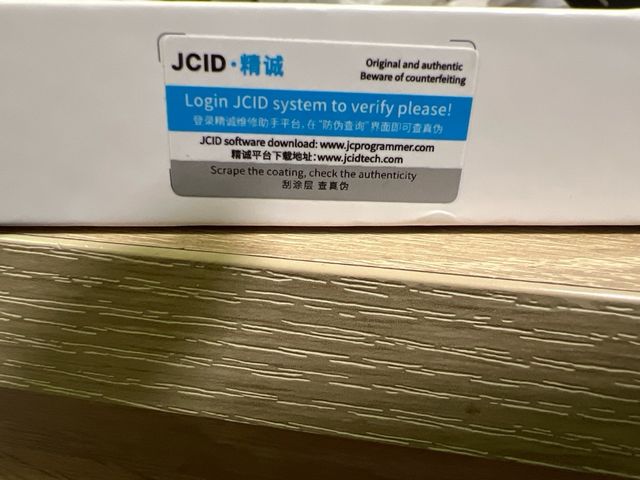 JCID·精诚
Original and authentic
Beware of counterfeiting
Login JCID system to verify please!
登录精诚维修助手平台,在"防伪查询"界面即可查真伪
JCID software download: www.jcprogrammer.com
精诚平台下载地址:www.jcidtech.com
Scrape the coating, check the authenticity
刮涂层 查真伪